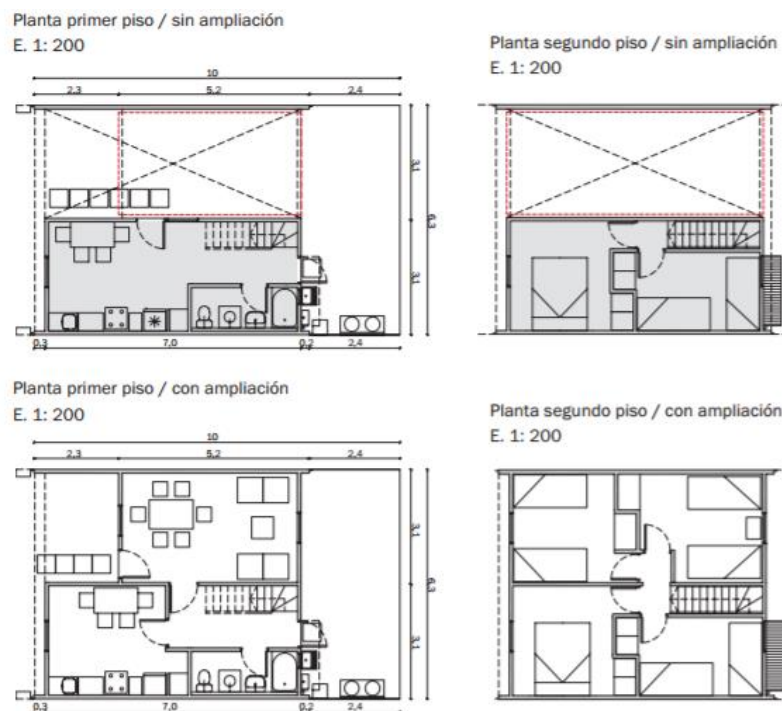 Planta primer piso / sin ampliación
E. 1: 200
10
2,3 5,2 2,4
3,1
6,3
3,1
0,3 7,0 0,2 2,4
Planta segundo piso / sin ampliación
E. 1: 200
Planta primer piso / con ampliación
E. 1: 200
10
2,3 5,2 2,4
3,1
6,3
3,1
0,3 7,0 0,2 2,4
Planta segundo piso / con ampliación
E. 1: 200